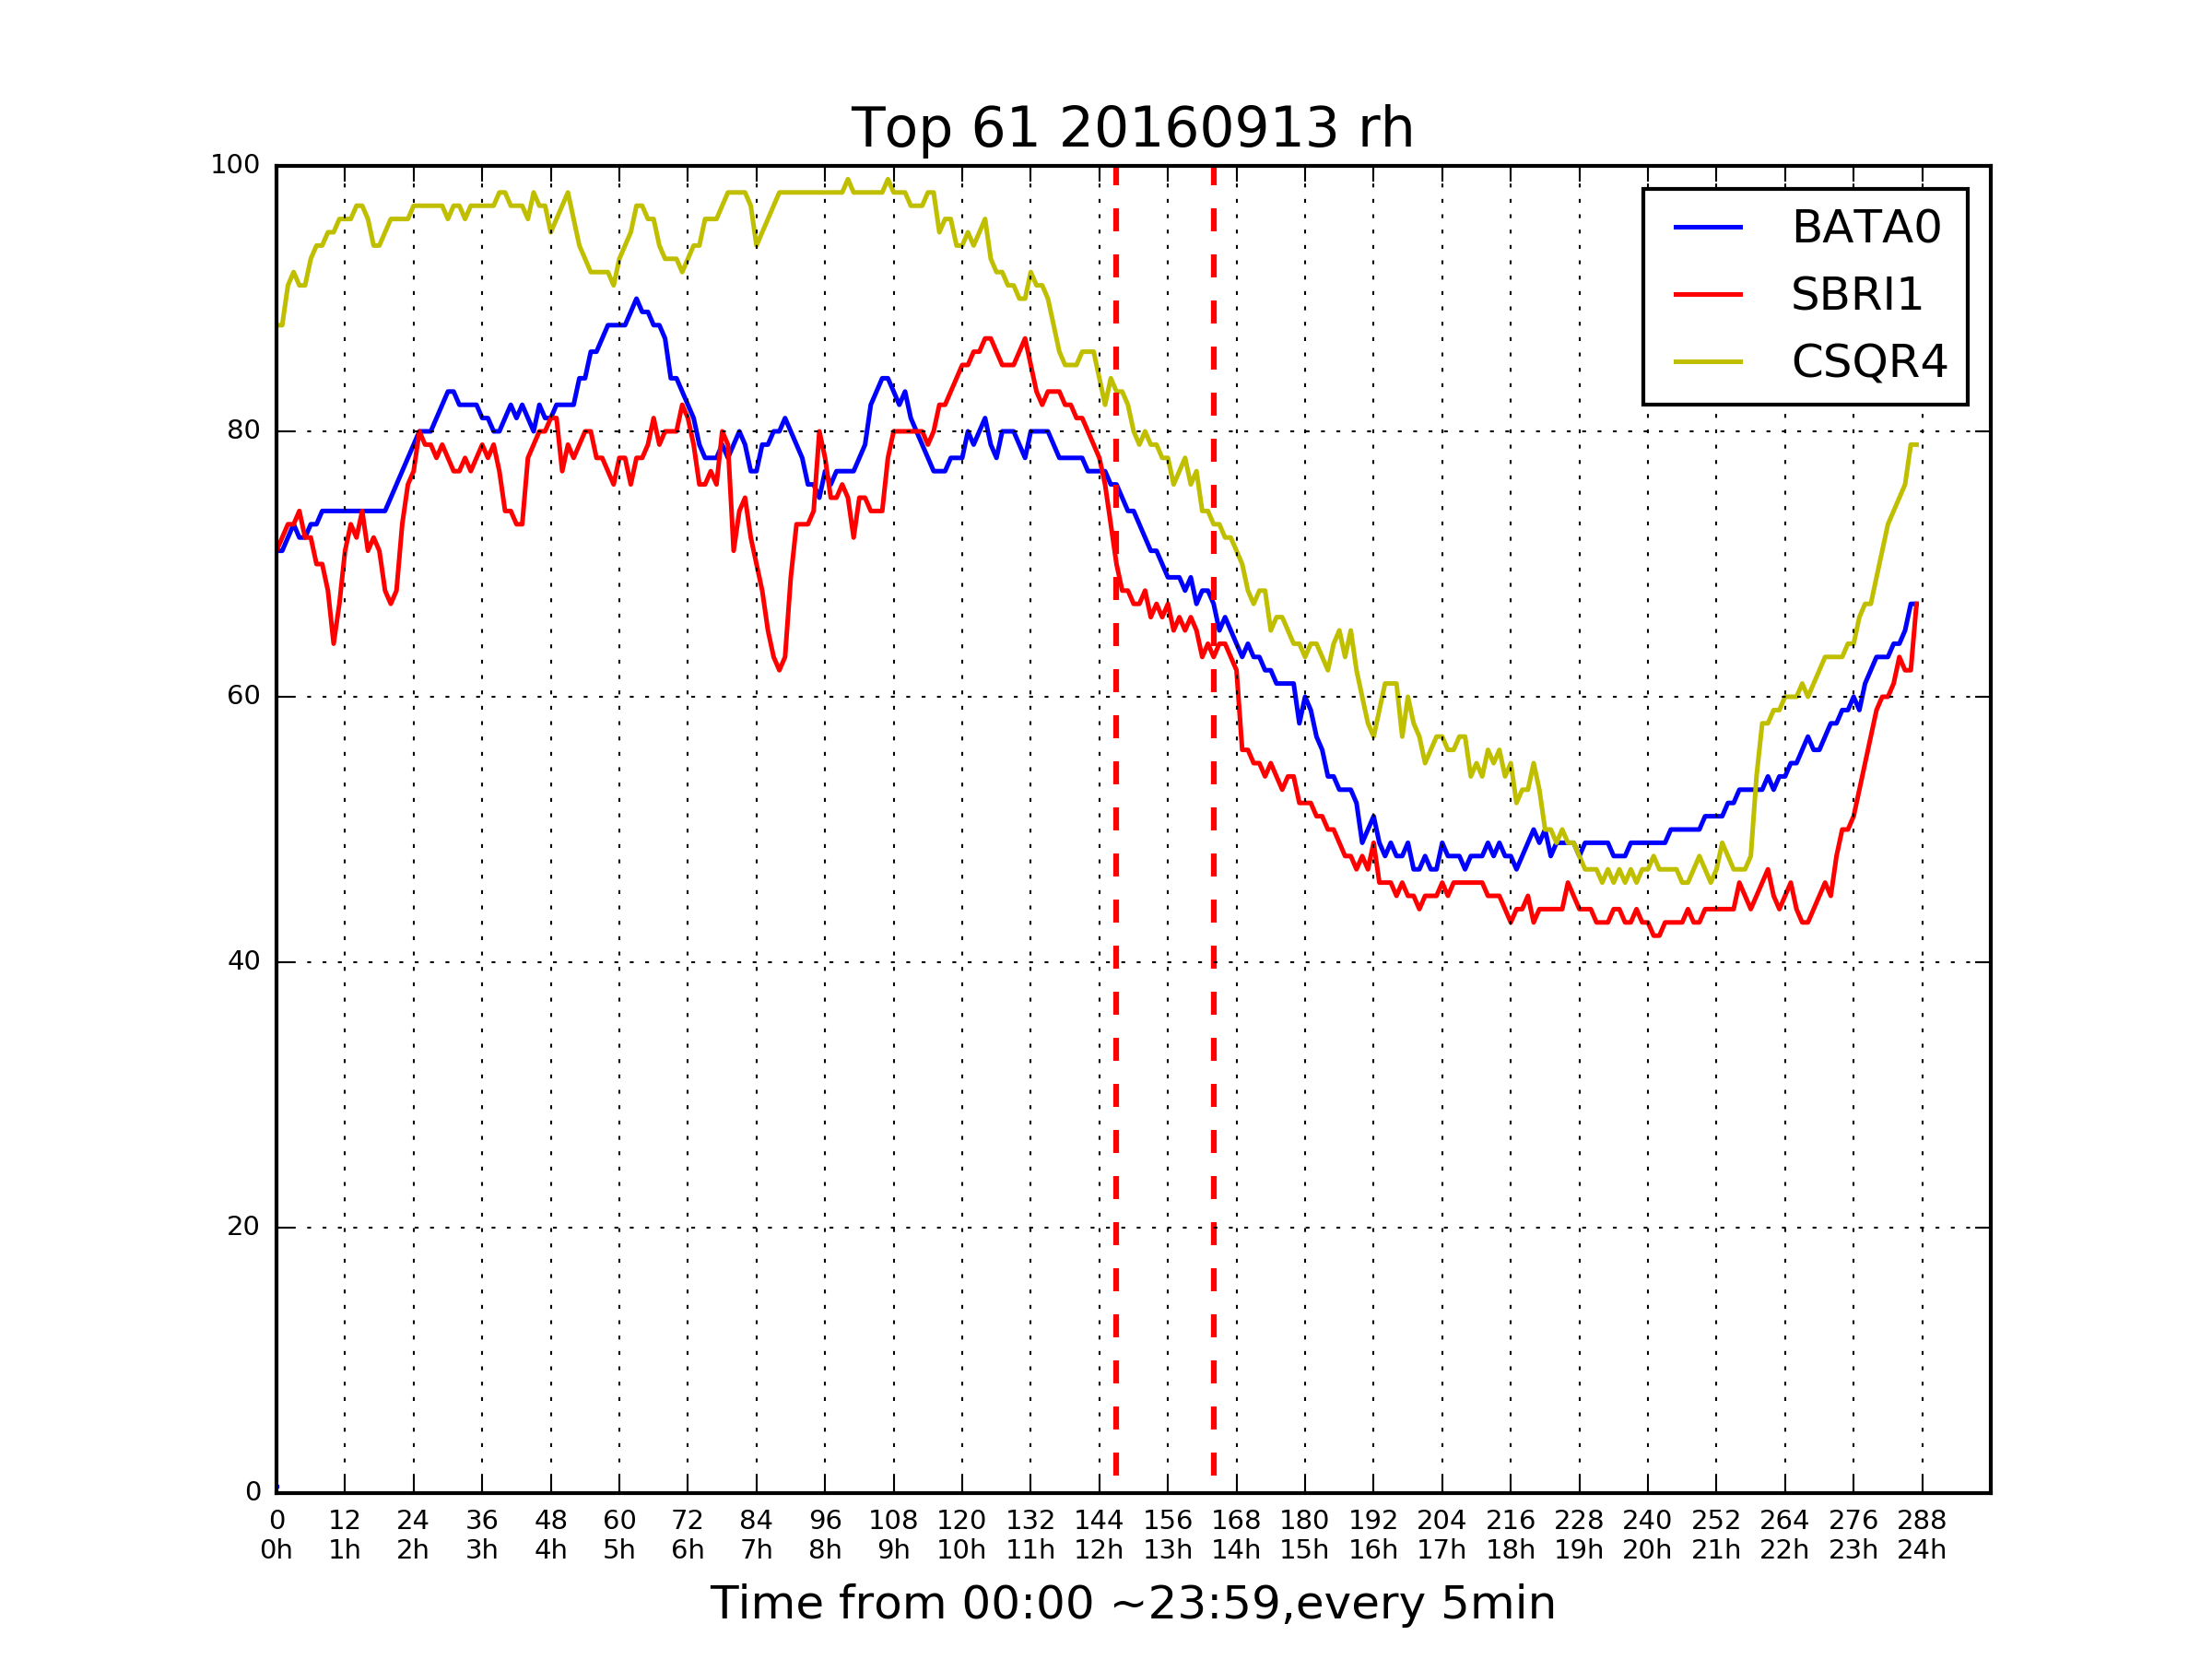 Top 61 20160913 rh
BATA0
SBRI1
CSQR4
100
80
60
40
20
0
0 12 24 36 48 60 72 84 96 108 120 132 144 156 168 180 192 204 216 228 240 252 264 276 288
0h 1h 2h 3h 4h 5h 6h 7h 8h 9h 10h 11h 12h 13h 14h 15h 16h 17h 18h 19h 20h 21h 22h 23h 24h
Time from 00:00 ~23:59,every 5min